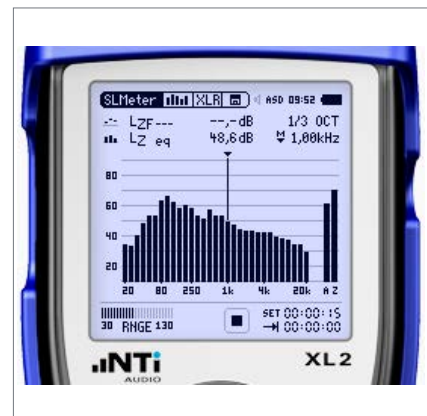 SLMeter XLR ASD 09:52
LZF--- --,-dB 1/3 OCT
LZ eq 48,6dB M 1,00kHz
80
60
40
20
20 80 250 1k 4k 20k A Z
30 RNGE 130
SET 00:00:15
00:00:00
NTi AUDIO XL2